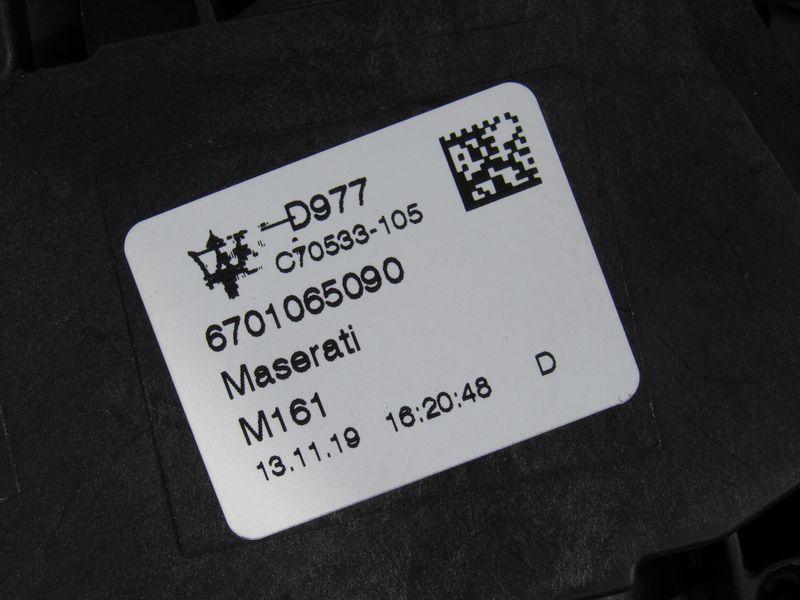 D977
C70533-105
6701065090
Maserati
M161
13.11.19 16:20:48 D